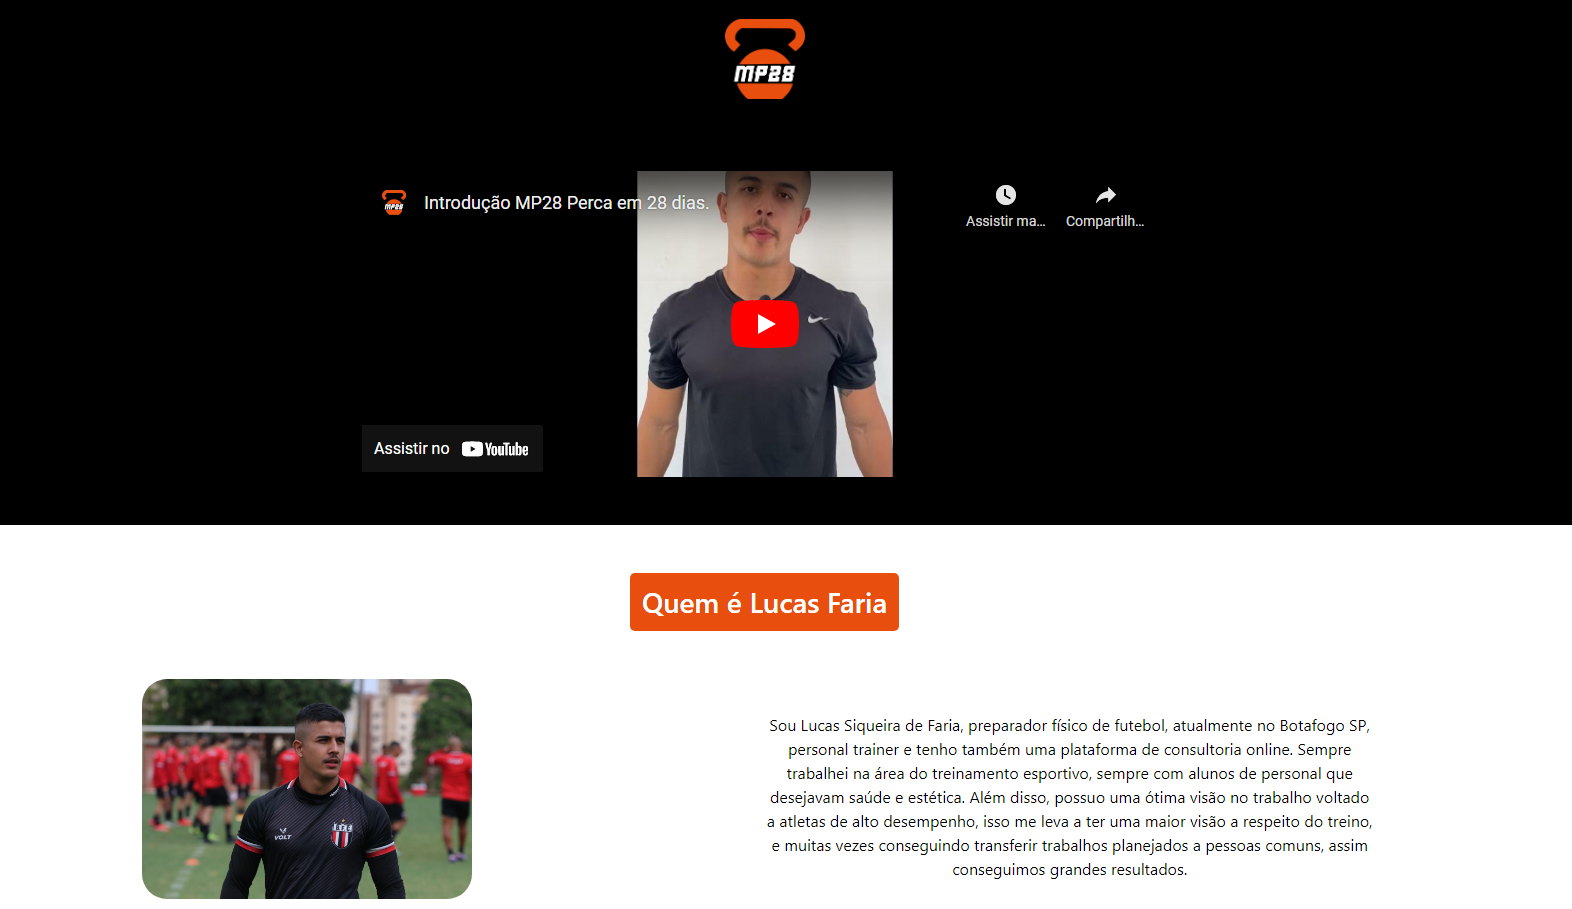 MP28
MP28
Introdução MP28 Perca em 28 dias.
Assistir ma...
Compartilh...
Assistir no YouTube
Quem é Lucas Faria
Sou Lucas Siqueira de Faria, preparador físico de futebol, atualmente no Botafogo SP,
personal trainer e tenho também uma plataforma de consultoria online. Sempre
trabalhei na área do treinamento esportivo, sempre com alunos de personal que
desejavam saúde e estética. Além disso, possuo uma ótima visão no trabalho voltado
a atletas de alto desempenho, isso me leva a ter uma maior visão a respeito do treino,
e muitas vezes conseguindo transferir trabalhos planejados a pessoas comuns, assim
conseguimos grandes resultados.
VOLT
BFC